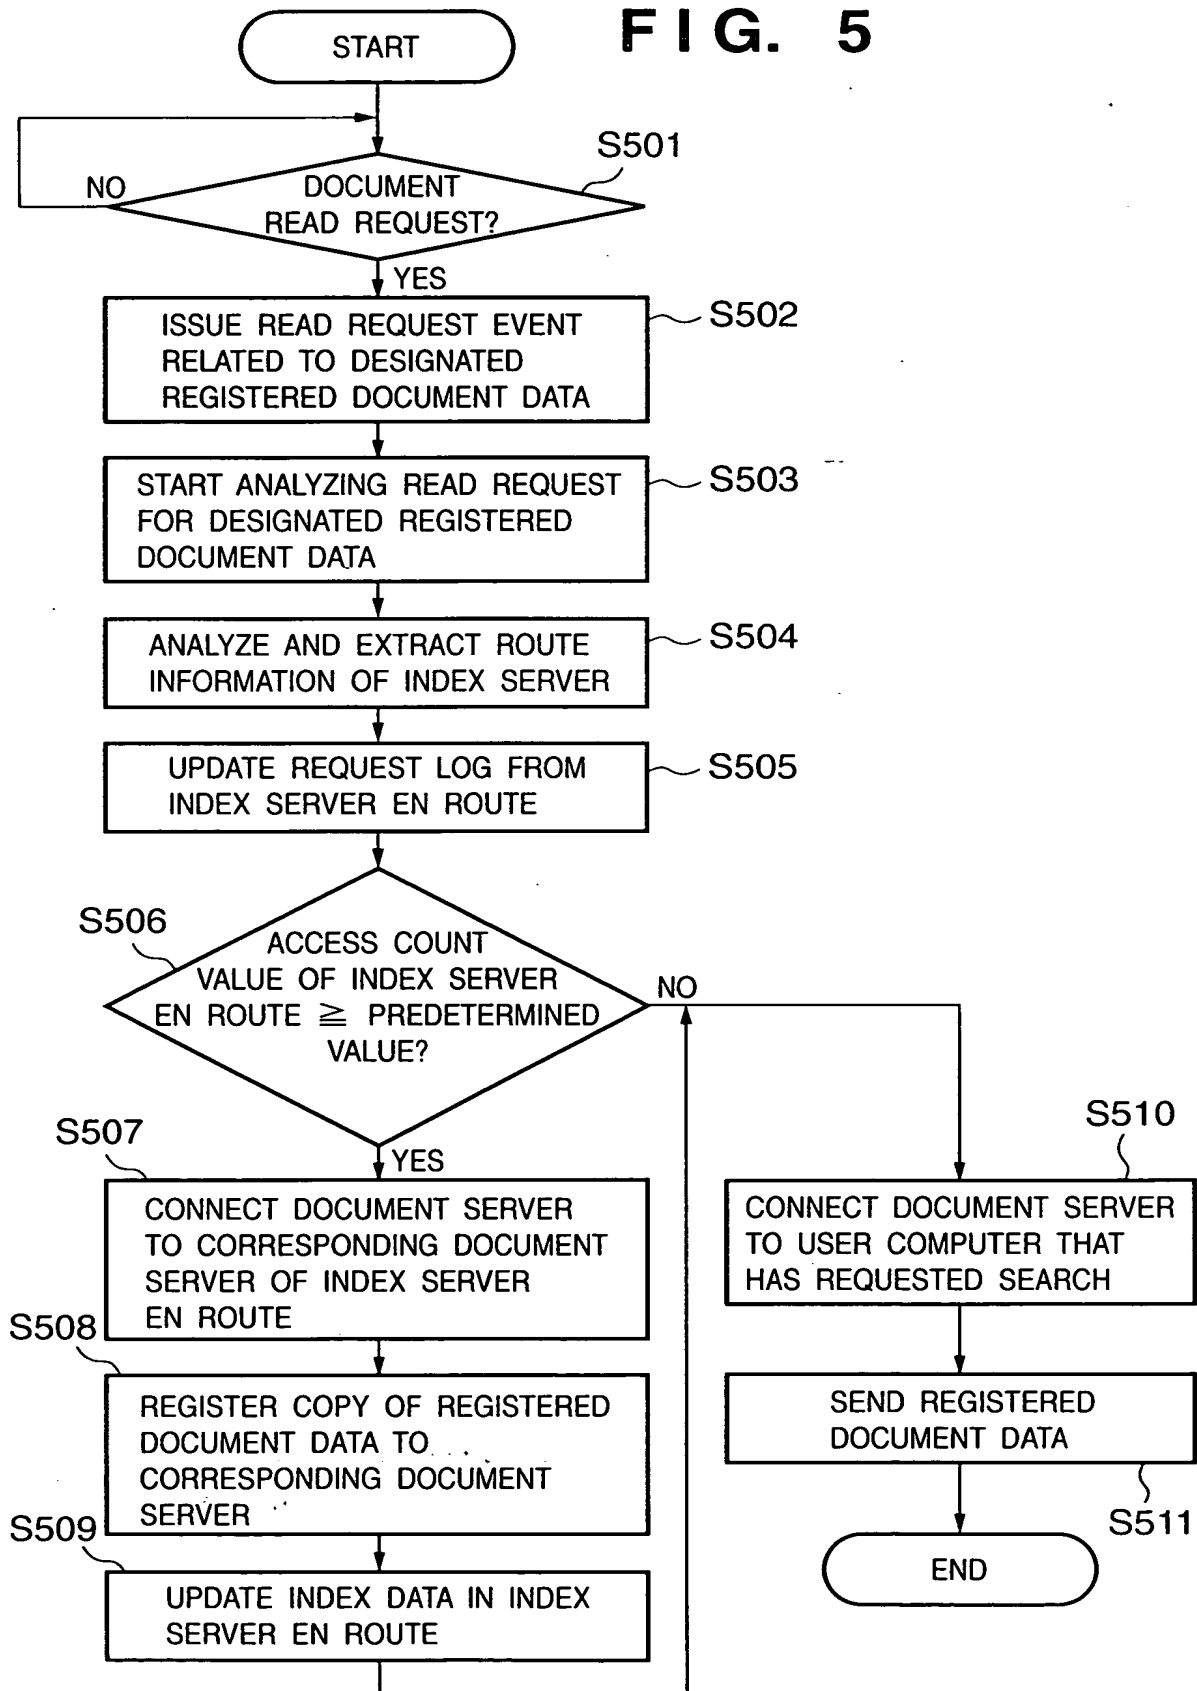 FIG. 5
START
S501
DOCUMENT
READ REQUEST?
NO
YES
S502
ISSUE READ REQUEST EVENT
RELATED TO DESIGNATED
REGISTERED DOCUMENT DATA
S503
START ANALYZING READ REQUEST
FOR DESIGNATED REGISTERED
DOCUMENT DATA
S504
ANALYZE AND EXTRACT ROUTE
INFORMATION OF INDEX SERVER
S505
UPDATE REQUEST LOG FROM
INDEX SERVER EN ROUTE
S506
ACCESS COUNT
VALUE OF INDEX SERVER
EN ROUTE ≧ PREDETERMINED
VALUE?
NO
YES
S507
CONNECT DOCUMENT SERVER
TO CORRESPONDING DOCUMENT
SERVER OF INDEX SERVER
EN ROUTE
S508
REGISTER COPY OF REGISTERED
DOCUMENT DATA TO
CORRESPONDING DOCUMENT
SERVER
S509
UPDATE INDEX DATA IN INDEX
SERVER EN ROUTE
S510
CONNECT DOCUMENT SERVER
TO USER COMPUTER THAT
HAS REQUESTED SEARCH
SEND REGISTERED
DOCUMENT DATA
S511
END